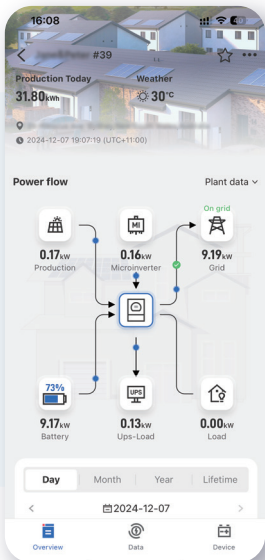 16:08
#39
Production Today
Weather
31.80kWh
30°C
2024-12-07 19:07:19 (UTC+11:00)
Power flow
Plant data
On grid
MI
0.17kw
0.16kw
9.19kw
Production
Microinverter
Grid
73%
UPS
9.17kw
0.13kw
0.00kw
Battery
Ups-Load
Load
Day
Month
Year
Lifetime
2024-12-07
Overview
Data
Device